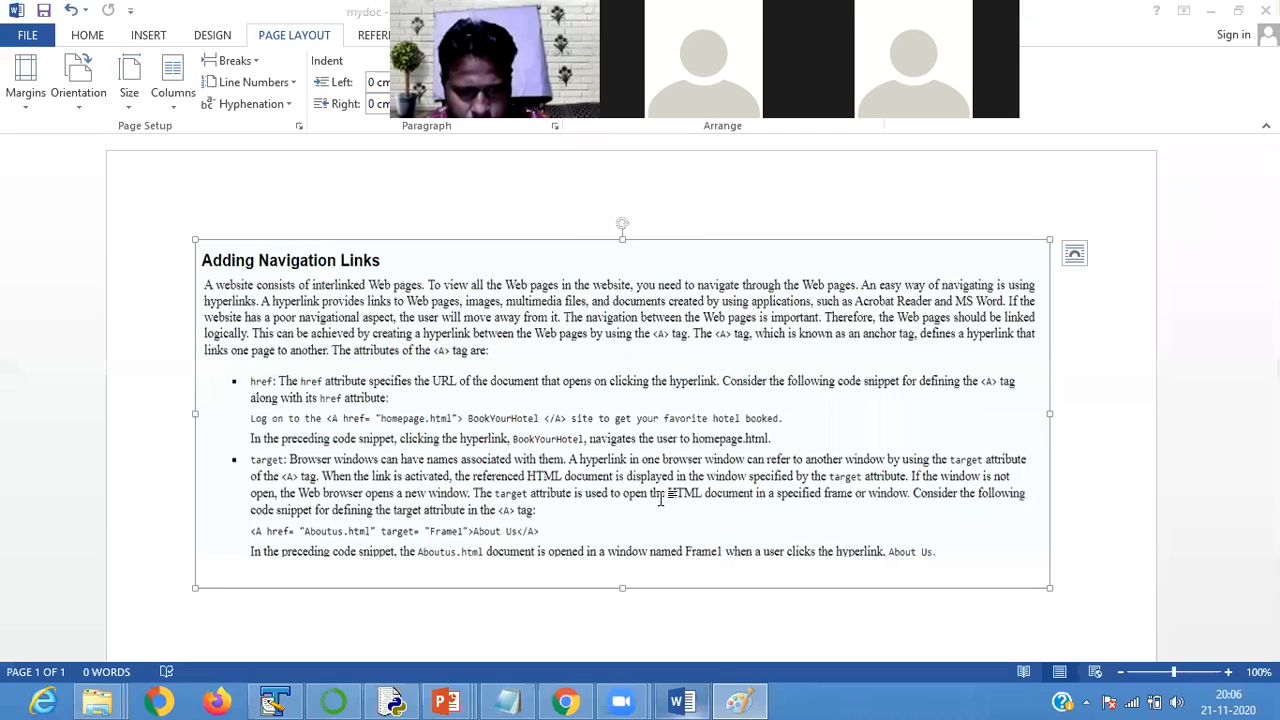 mydoc
?
FILE
HOME
INSERT
DESIGN
PAGE LAYOUT
Sign in
Margins
Orientation
Size
Columns
Breaks
Line Numbers
Hyphenation
Indent
Left: 0 cm
Right: 0 cm
Page Setup
Paragraph
Arrange
Adding Navigation Links
A website consists of interlinked Web pages. To view all the Web pages in the website, you need to navigate through the Web pages. An easy way of navigating is using
hyperlinks. A hyperlink provides links to Web pages, images, multimedia files, and documents created by using applications, such as Acrobat Reader and MS Word. If the
website has a poor navigational aspect, the user will move away from it. The navigation between the Web pages is important. Therefore, the Web pages should be linked
logically. This can be achieved by creating a hyperlink between the Web pages by using the <A> tag. The <A> tag, which is known as an anchor tag, defines a hyperlink that
links one page to another. The attributes of the <A> tag are:
▪ href: The href attribute specifies the URL of the document that opens on clicking the hyperlink. Consider the following code snippet for defining the <A> tag
along with its href attribute:
Log on to the <A href= "homepage.html"> BookYourHotel </A> site to get your favorite hotel booked.
In the preceding code snippet, clicking the hyperlink, BookYourHotel, navigates the user to homepage.html.
▪ target: Browser windows can have names associated with them. A hyperlink in one browser window can refer to another window by using the target attribute
of the <A> tag. When the link is activated, the referenced HTML document is displayed in the window specified by the target attribute. If the window is not
open, the Web browser opens a new window. The target attribute is used to open the HTML document in a specified frame or window. Consider the following
code snippet for defining the target attribute in the <A> tag:
<A href= "Aboutus.html" target= "Frame1">About Us</A>
In the preceding code snippet, the Aboutus.html document is opened in a window named Frame1 when a user clicks the hyperlink, About Us.
PAGE 1 OF 1
0 WORDS
100%
20:06
21-11-2020